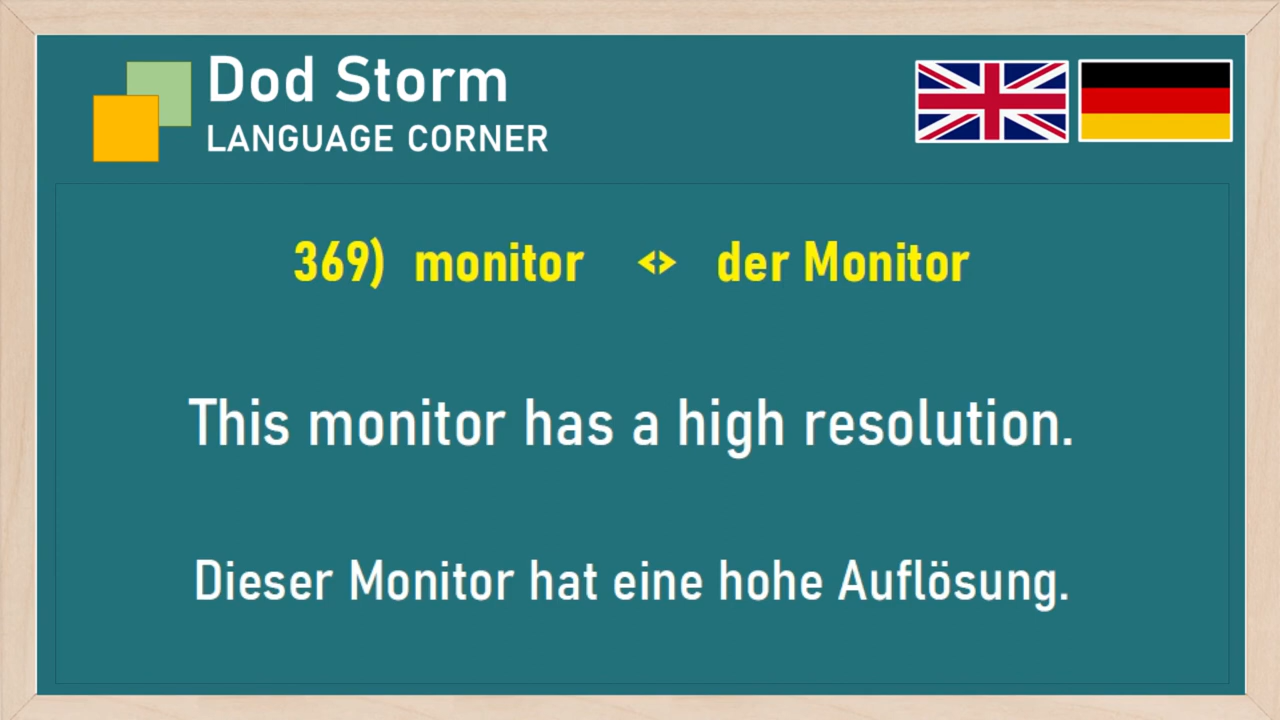 Dod Storm
LANGUAGE CORNER
369) monitor <> der Monitor
This monitor has a high resolution.
Dieser Monitor hat eine hohe Auflösung.